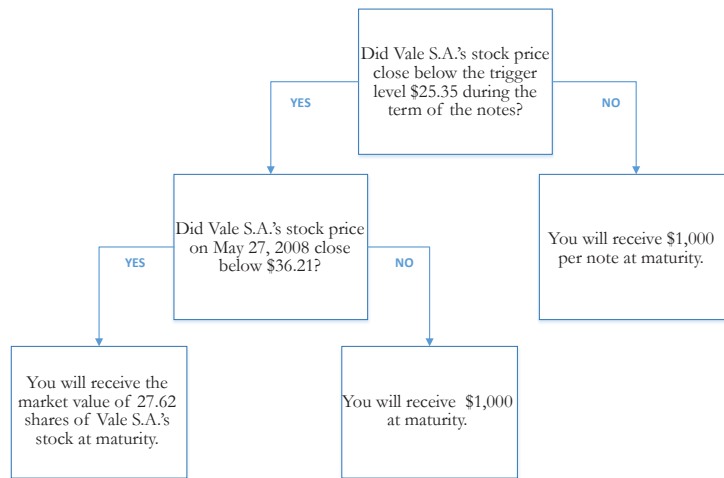 Did Vale S.A.'s stock price
close below the trigger
level $25.35 during the
term of the notes?
YES
NO
Did Vale S.A.'s stock price
on May 27, 2008 close
below $36.21?
You will receive $1,000
per note at maturity.
YES
NO
You will receive the
market value of 27.62
shares of Vale S.A.'s
stock at maturity.
You will receive $1,000
at maturity.